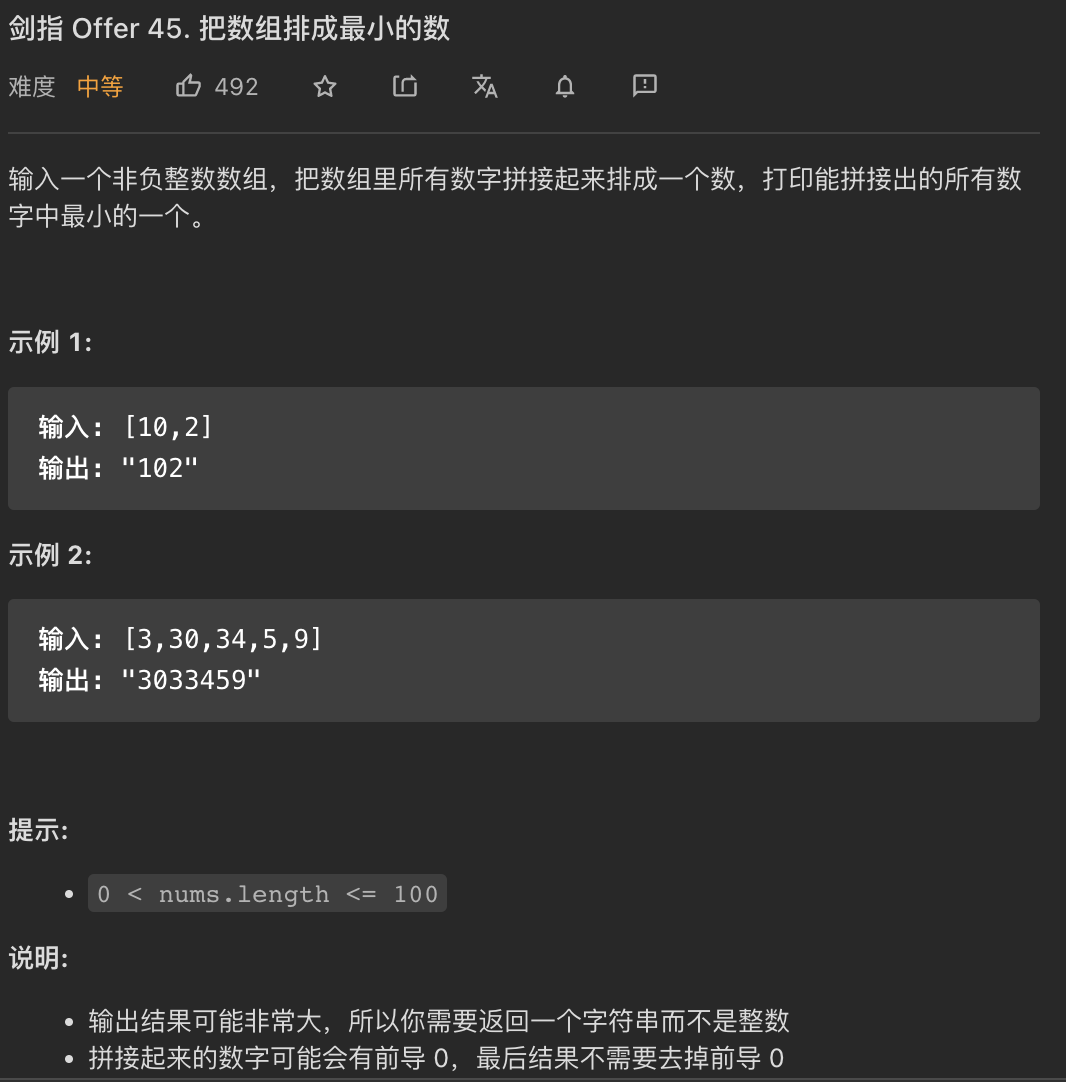 剑指 Offer 45. 把数组排成最小的数
难度 中等 492
输入一个非负整数数组，把数组里所有数字拼接起来排成一个数，打印能拼接出的所有数
字中最小的一个。
示例 1:
输入: [10,2]
输出: "102"
示例 2:
输入: [3,30,34,5,9]
输出: "3033459"
提示:
• 0 < nums.length <= 100
说明:
• 输出结果可能非常大，所以你需要返回一个字符串而不是整数
• 拼接起来的数字可能会有前导 0，最后结果不需要去掉前导 0